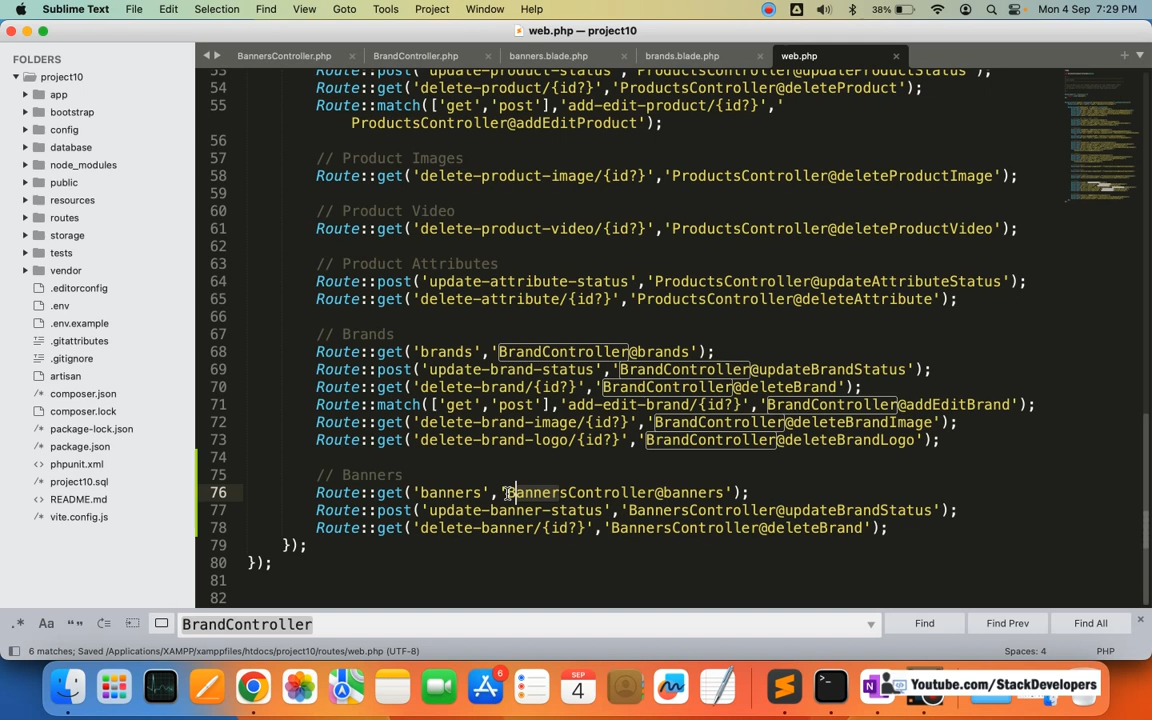 Sublime Text File Edit Selection Find View Goto Tools Project Window Help 38% Mon 4 Sep 7:29 PM
web.php — project10
FOLDERS
project10
app
bootstrap
config
database
node_modules
public
resources
routes
storage
tests
vendor
.editorconfig
.env
.env.example
.gitattributes
.gitignore
artisan
composer.json
composer.lock
package-lock.json
package.json
phpunit.xml
project10.sql
README.md
vite.config.js
BannersController.php × BrandController.php × banners.blade.php × brands.blade.php × web.php ×
53 Route::post('update-product-status','ProductsController@updateProductStatus');
54 Route::get('delete-product/{id?}','ProductsController@deleteProduct');
55 Route::match(['get','post'],'add-edit-product/{id?}','
ProductsController@addEditProduct');
56
57 // Product Images
58 Route::get('delete-product-image/{id?}','ProductsController@deleteProductImage');
59
60 // Product Video
61 Route::get('delete-product-video/{id?}','ProductsController@deleteProductVideo');
62
63 // Product Attributes
64 Route::post('update-attribute-status','ProductsController@updateAttributeStatus');
65 Route::get('delete-attribute/{id?}','ProductsController@deleteAttribute');
66
67 // Brands
68 Route::get('brands','BrandController@brands');
69 Route::post('update-brand-status','BrandController@updateBrandStatus');
70 Route::get('delete-brand/{id?}','BrandController@deleteBrand');
71 Route::match(['get','post'],'add-edit-brand/{id?}','BrandController@addEditBrand');
72 Route::get('delete-brand-image/{id?}','BrandController@deleteBrandImage');
73 Route::get('delete-brand-logo/{id?}','BrandController@deleteBrandLogo');
74
75 // Banners
76 Route::get('banners','BannersController@banners');
77 Route::post('update-banner-status','BannersController@updateBrandStatus');
78 Route::get('delete-banner/{id?}','BannersController@deleteBrand');
79 });
80 });
81
82
.* Aa “” BrandController Find Find Prev Find All ×
6 matches; Saved /Applications/XAMPP/xamppfiles/htdocs/project10/routes/web.php (UTF-8) Spaces: 4 PHP
6
SEP
4
Youtube.com/StackDevelopers